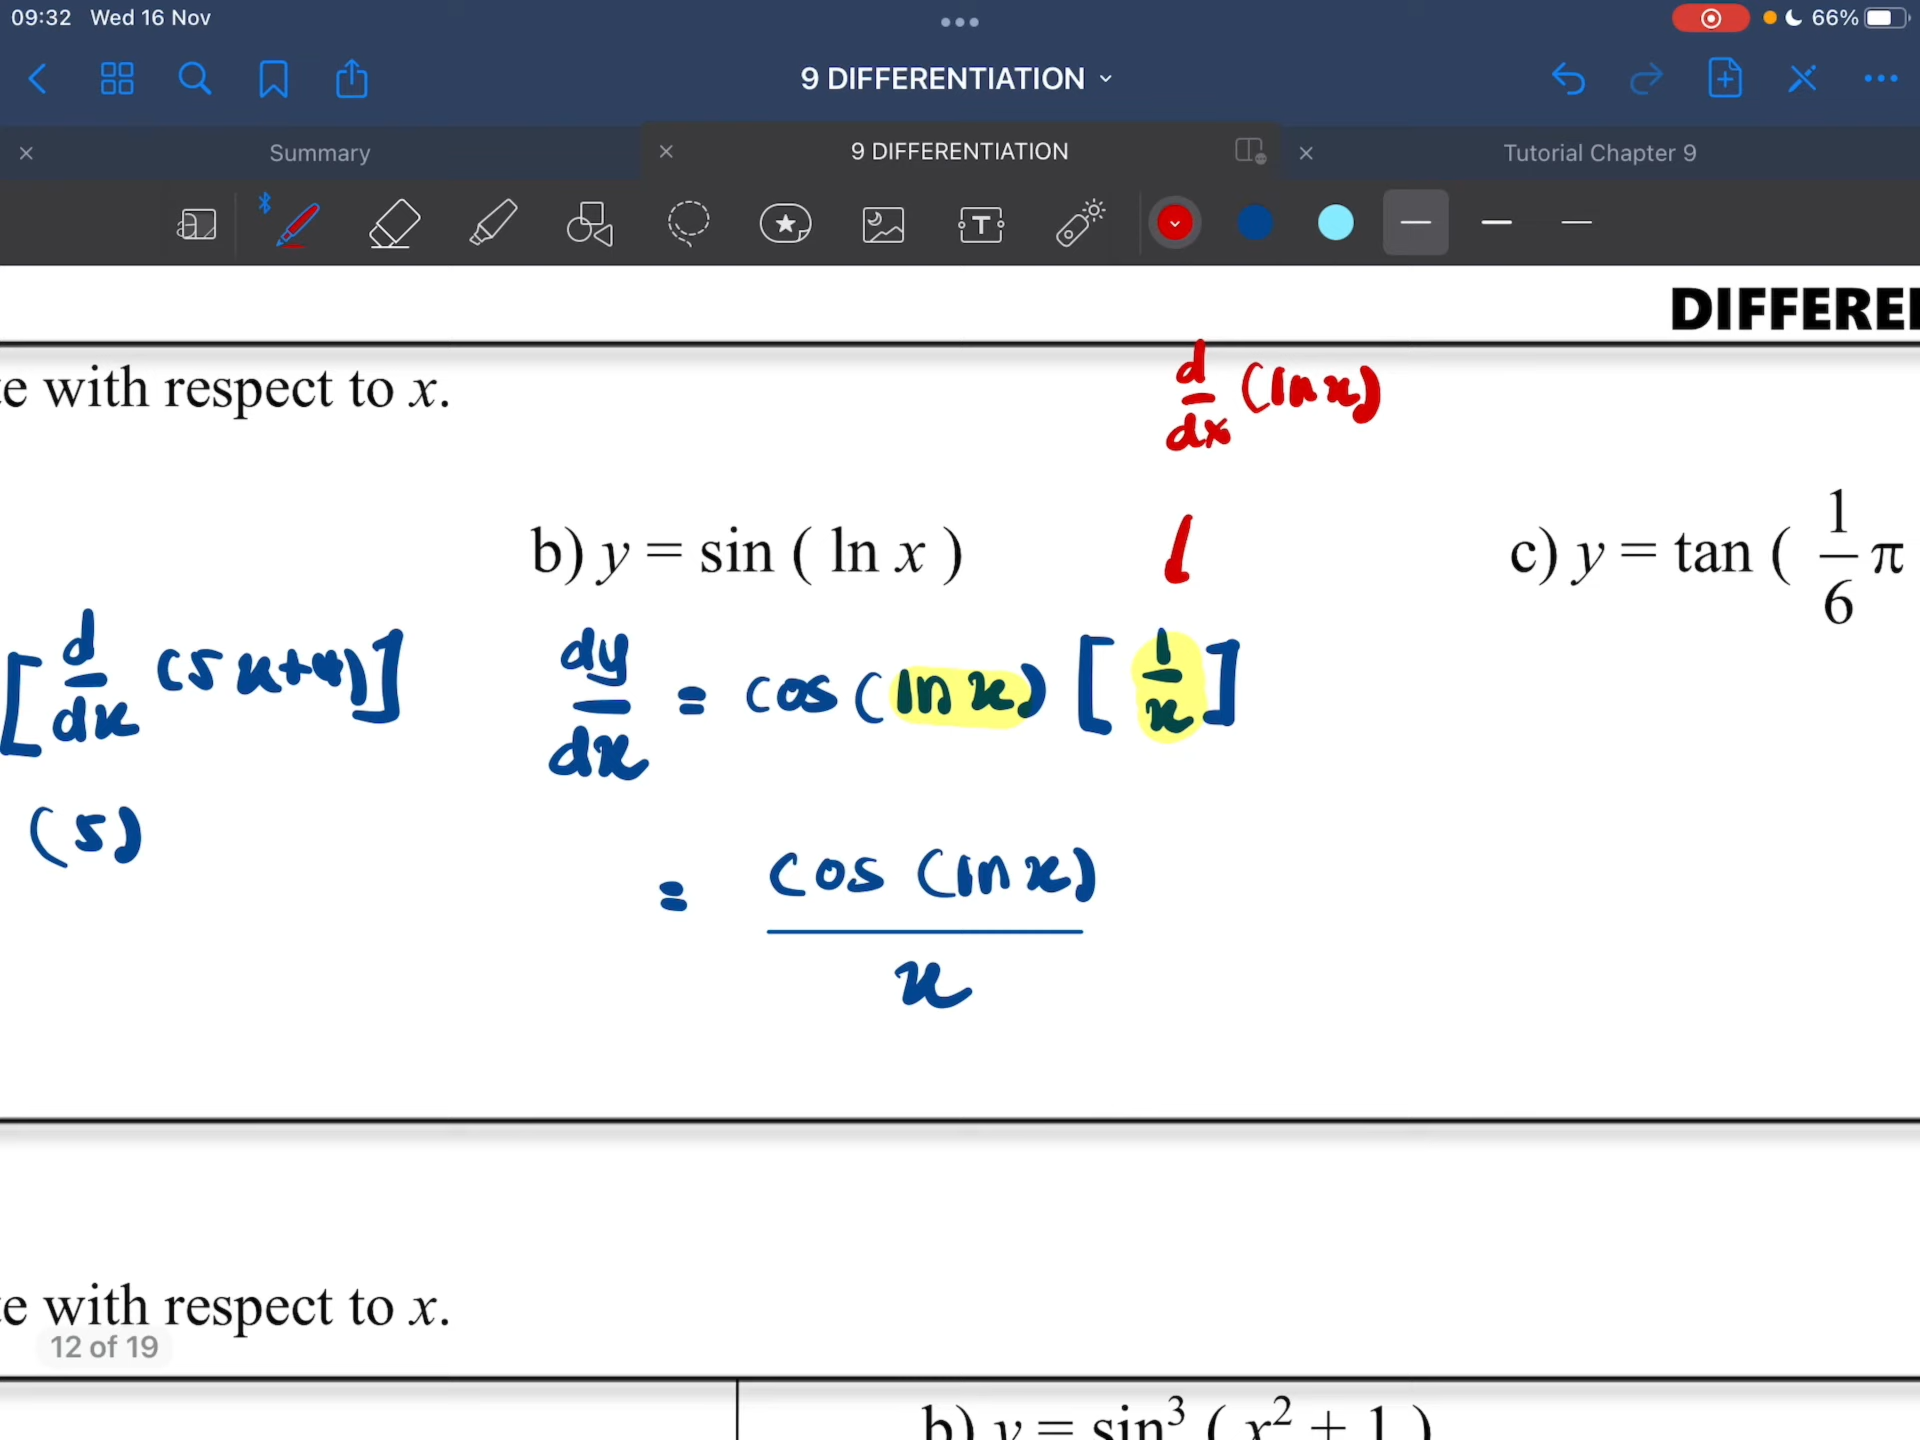 09:32 Wed 16 Nov
66%
9 DIFFERENTIATION
Summary
9 DIFFERENTIATION
Tutorial Chapter 9
DIFFERE
e with respect to x.
d/dx (ln x)
b) y = sin ( ln x )
c) y = tan ( 1/6 π
[d/dx (5x+4)]
dy/dx = cos (ln x) [1/x]
(5)
= cos (ln x) / x
e with respect to x.
12 of 19
b) y = sin³ ( x² + 1 )